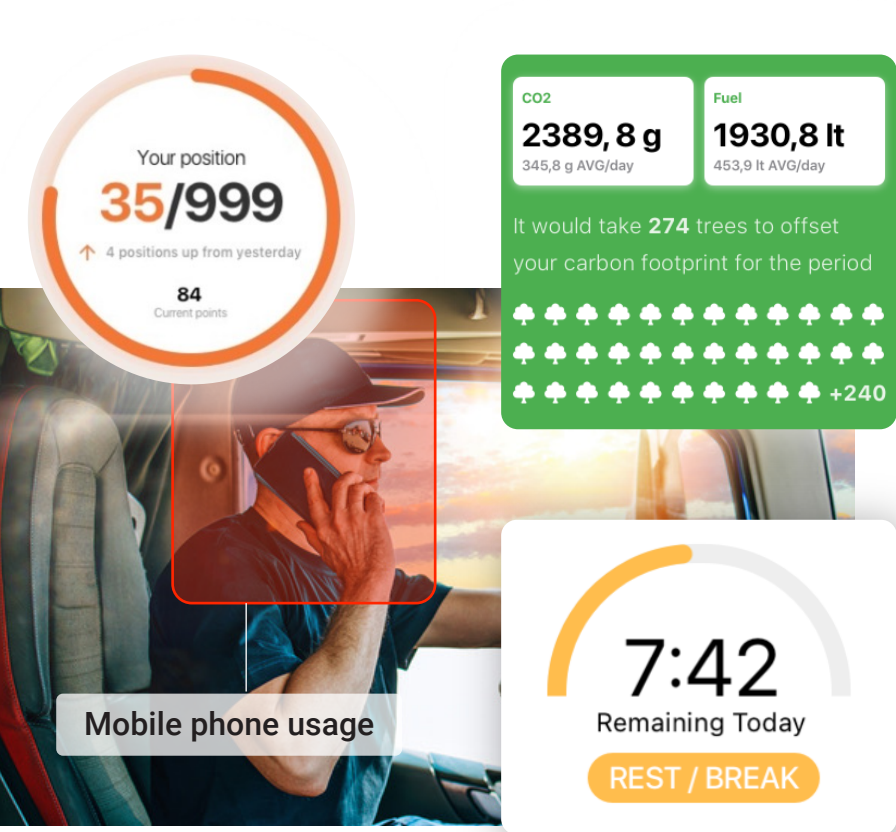 Your position
35/999
↑ 4 positions up from yesterday
84
Current points
CO2
2389, 8 g
345,8 g AVG/day
Fuel
1930,8 lt
453,9 lt AVG/day
It would take 274 trees to offset
your carbon footprint for the period
+240
Mobile phone usage
7:42
Remaining Today
REST / BREAK